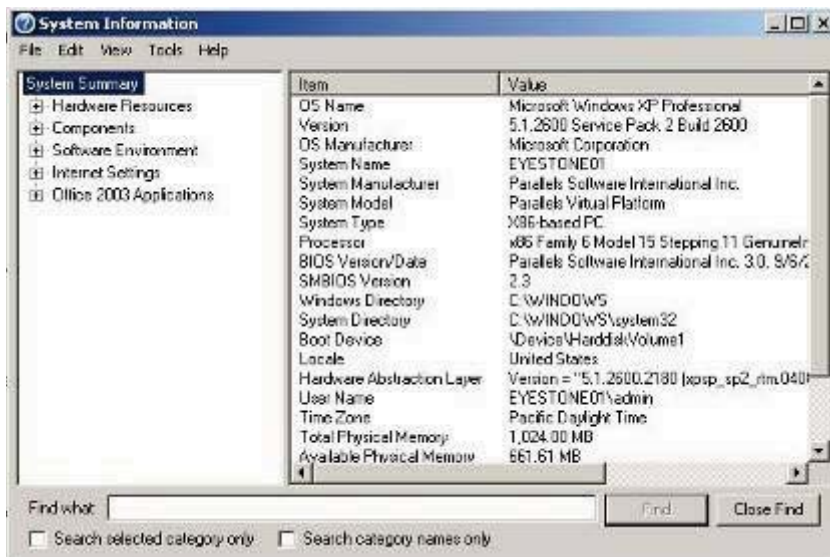 System Information
File Edit View Tools Help
System Summary
Hardware Resources
Components
Software Environment
Internet Settings
Office 2003 Applications
Item Value
OS Name Microsoft Windows XP Professional
Version 5.1.2600 Service Pack 2 Build 2600
OS Manufacturer Microsoft Corporation
System Name EYESTONE01
System Manufacturer Parallels Software International Inc.
System Model Parallels Virtual Platform
System Type X86-based PC
Processor x86 Family 6 Model 15 Stepping 11 GenuineIr
BIOS Version/Date Parallels Software International Inc. 3.0, 9/6/2
SMBIOS Version 2.3
Windows Directory C:\WINDOWS
System Directory C:\WINDOWS\system32
Boot Device \Device\HarddiskVolume1
Locale United States
Hardware Abstraction Layer Version = "5.1.2600.2180 (xpsp_sp2_rtm.040
User Name EYESTONE01\admin
Time Zone Pacific Daylight Time
Total Physical Memory 1,024.00 MB
Available Physical Memory 661.61 MB
Find what:
Find
Close Find
Search selected category only
Search category names only